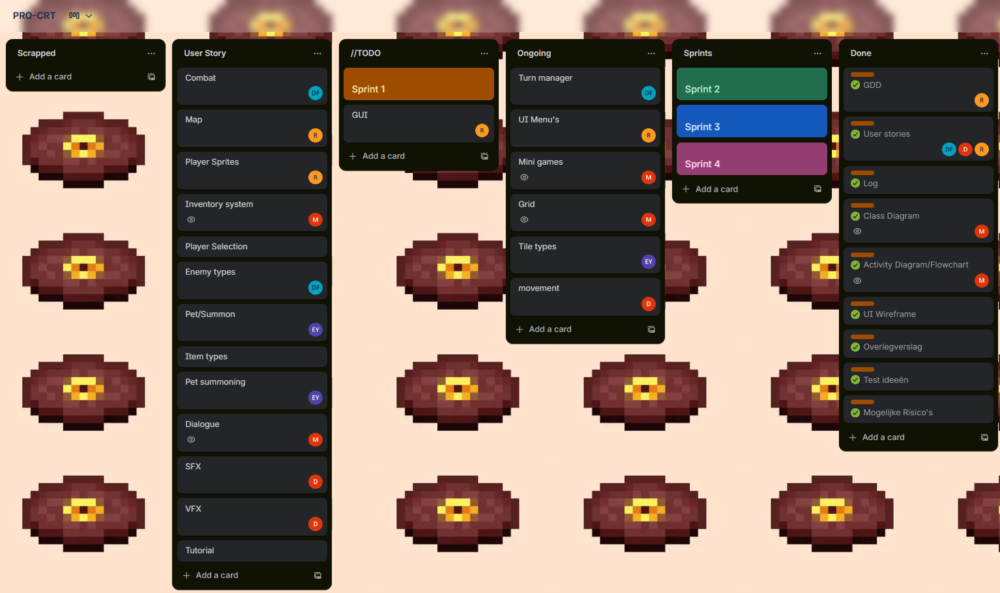 PRO-CRT
Scrapped
Add a card
User Story
Combat
DF
Map
R
Player Sprites
R
Inventory system
M
Player Selection
Enemy types
DF
Pet/Summon
EY
Item types
Pet summoning
EY
Dialogue
M
SFX
D
VFX
D
Tutorial
Add a card
//TODO
Sprint 1
GUI
R
Add a card
Ongoing
Turn manager
DF
UI Menu's
R
Mini games
M
Grid
M
Tile types
EY
movement
D
Add a card
Sprints
Sprint 2
Sprint 3
Sprint 4
Add a card
Done
GDD
R
User stories
DF D R
Log
Class Diagram
M
Activity Diagram/Flowchart
M
UI Wireframe
Overlegverslag
Test ideeën
Mogelijke Risico's
Add a card